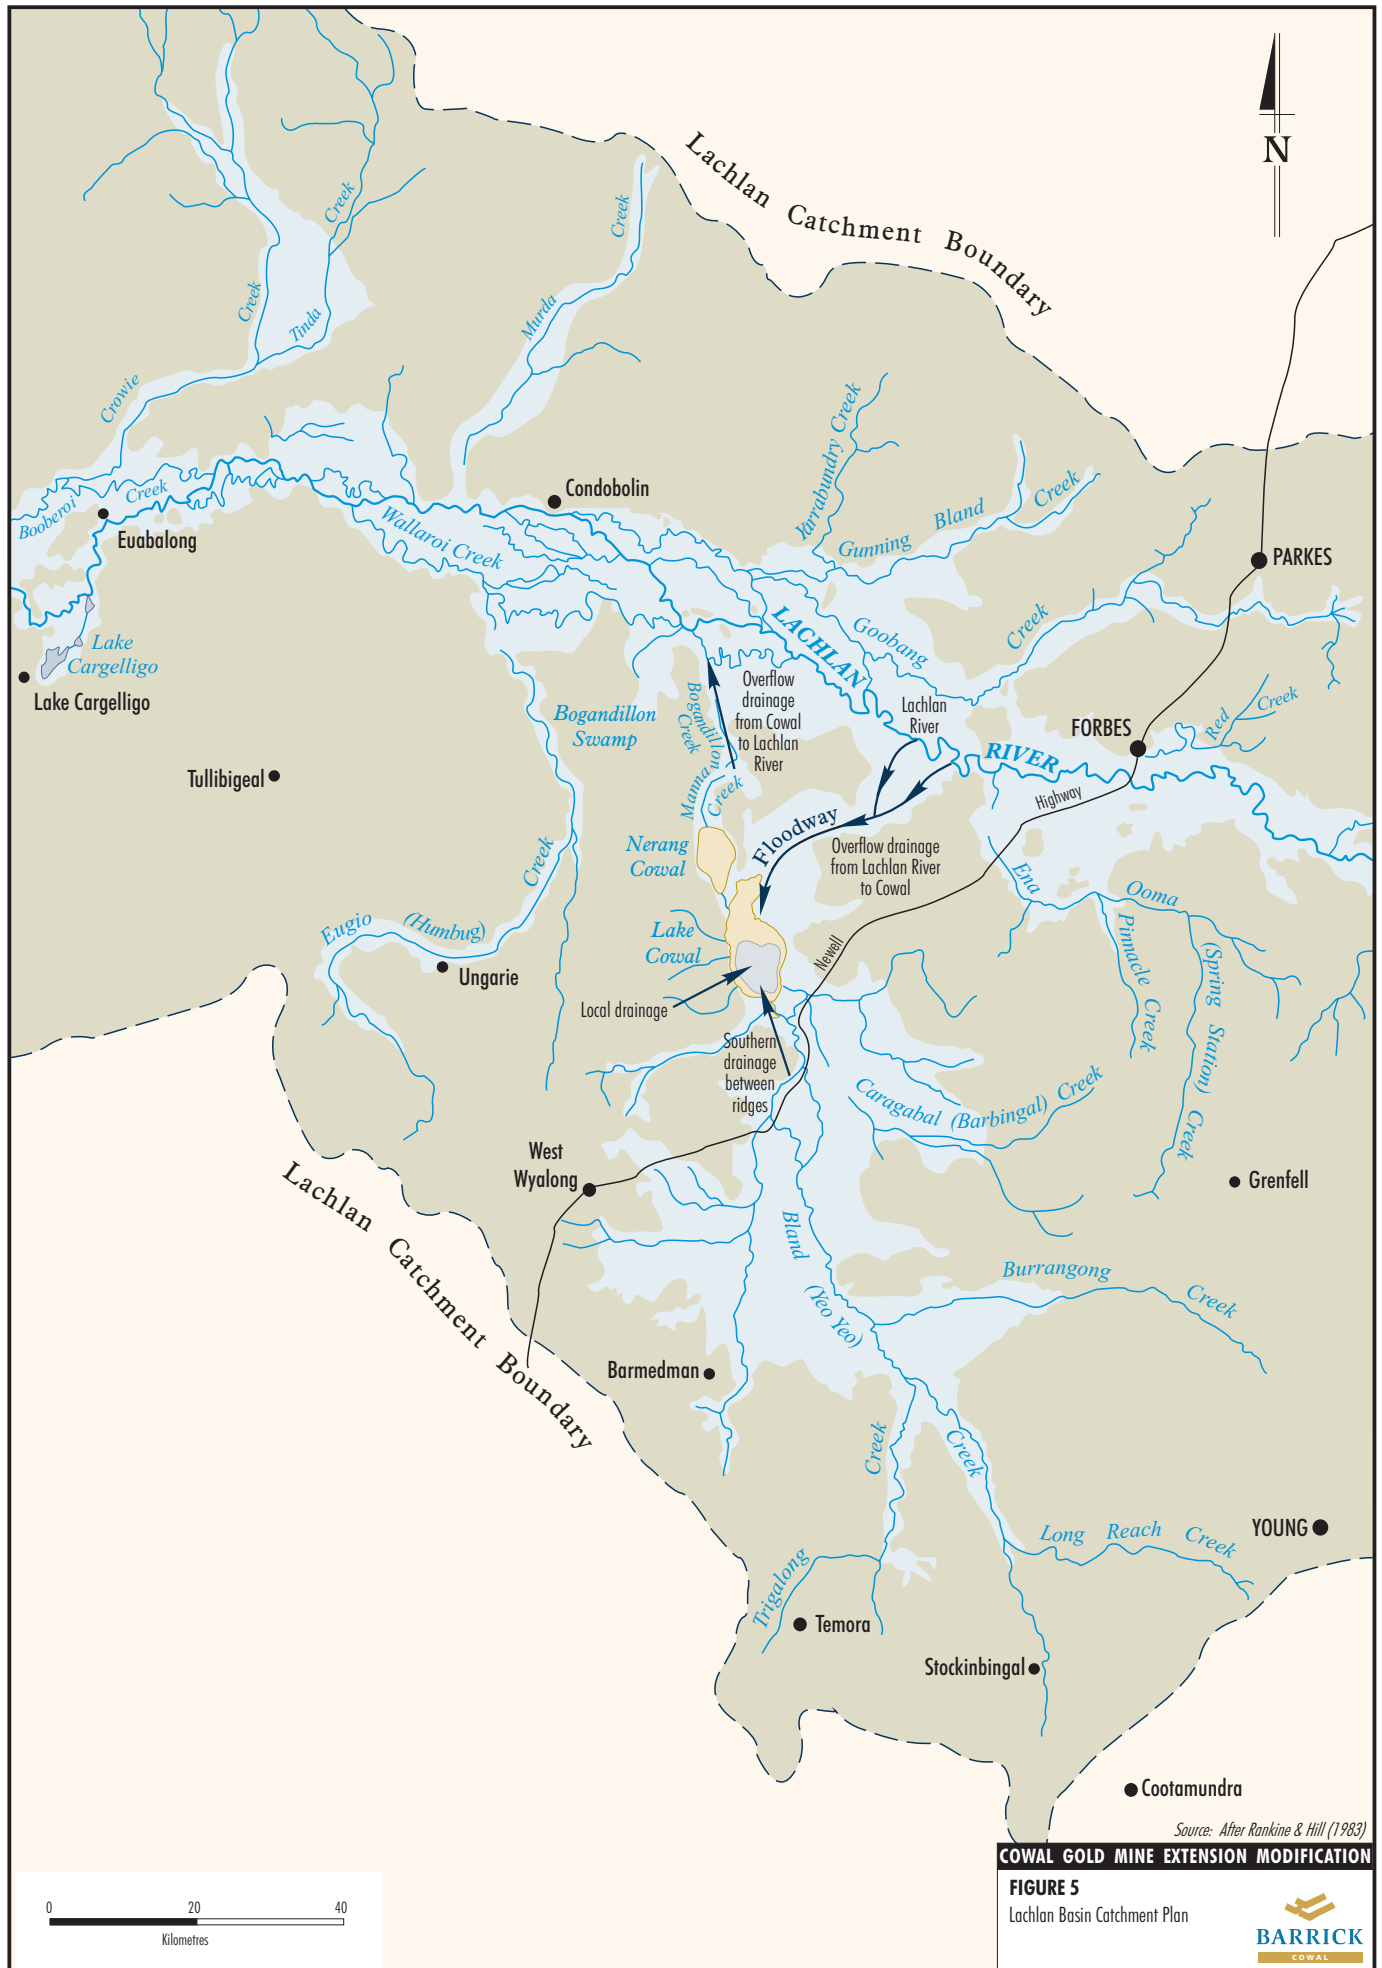 Lachlan Catchment Boundary
N
Creek
Creek
Creek
Tinda
Murda
Crowie
Yarrabundry Creek
Condobolin
Creek
Booberoi
Euabalong
Wallaroi Creek
Gunning Bland Creek
PARKES
LACHLAN
Goobang
Creek
Lake
Cargelligo
Lake Cargelligo
Bogandillon
Swamp
Bogandillon
Creek
Overflow
drainage
from Cowal
to Lachlan
River
Lachlan
River
RIVER
FORBES
Red
Creek
Tullibigeal
Manna
Creek
Highway
Floodway
Overflow drainage
from Lachlan River
to Cowal
Nerang
Cowal
Creek
Ena
Ooma
Pinnacle Creek
(Spring Station) Creek
Eugio (Humbug)
Lake
Cowal
Newell
Ungarie
Local drainage
Southern
drainage
between
ridges
Caragabal (Barbingal) Creek
West
Wyalong
Grenfell
Lachlan Catchment Boundary
Bland
(Yeo Yeo)
Burrangong
Creek
Barmedman
Creek
Creek
Long Reach Creek
YOUNG
Trigalong
Temora
Stockinbingal
Cootamundra
Source: After Rankine & Hill (1983)
COWAL GOLD MINE EXTENSION MODIFICATION
FIGURE 5
Lachlan Basin Catchment Plan
BARRICK
COWAL
0 20 40
Kilometres